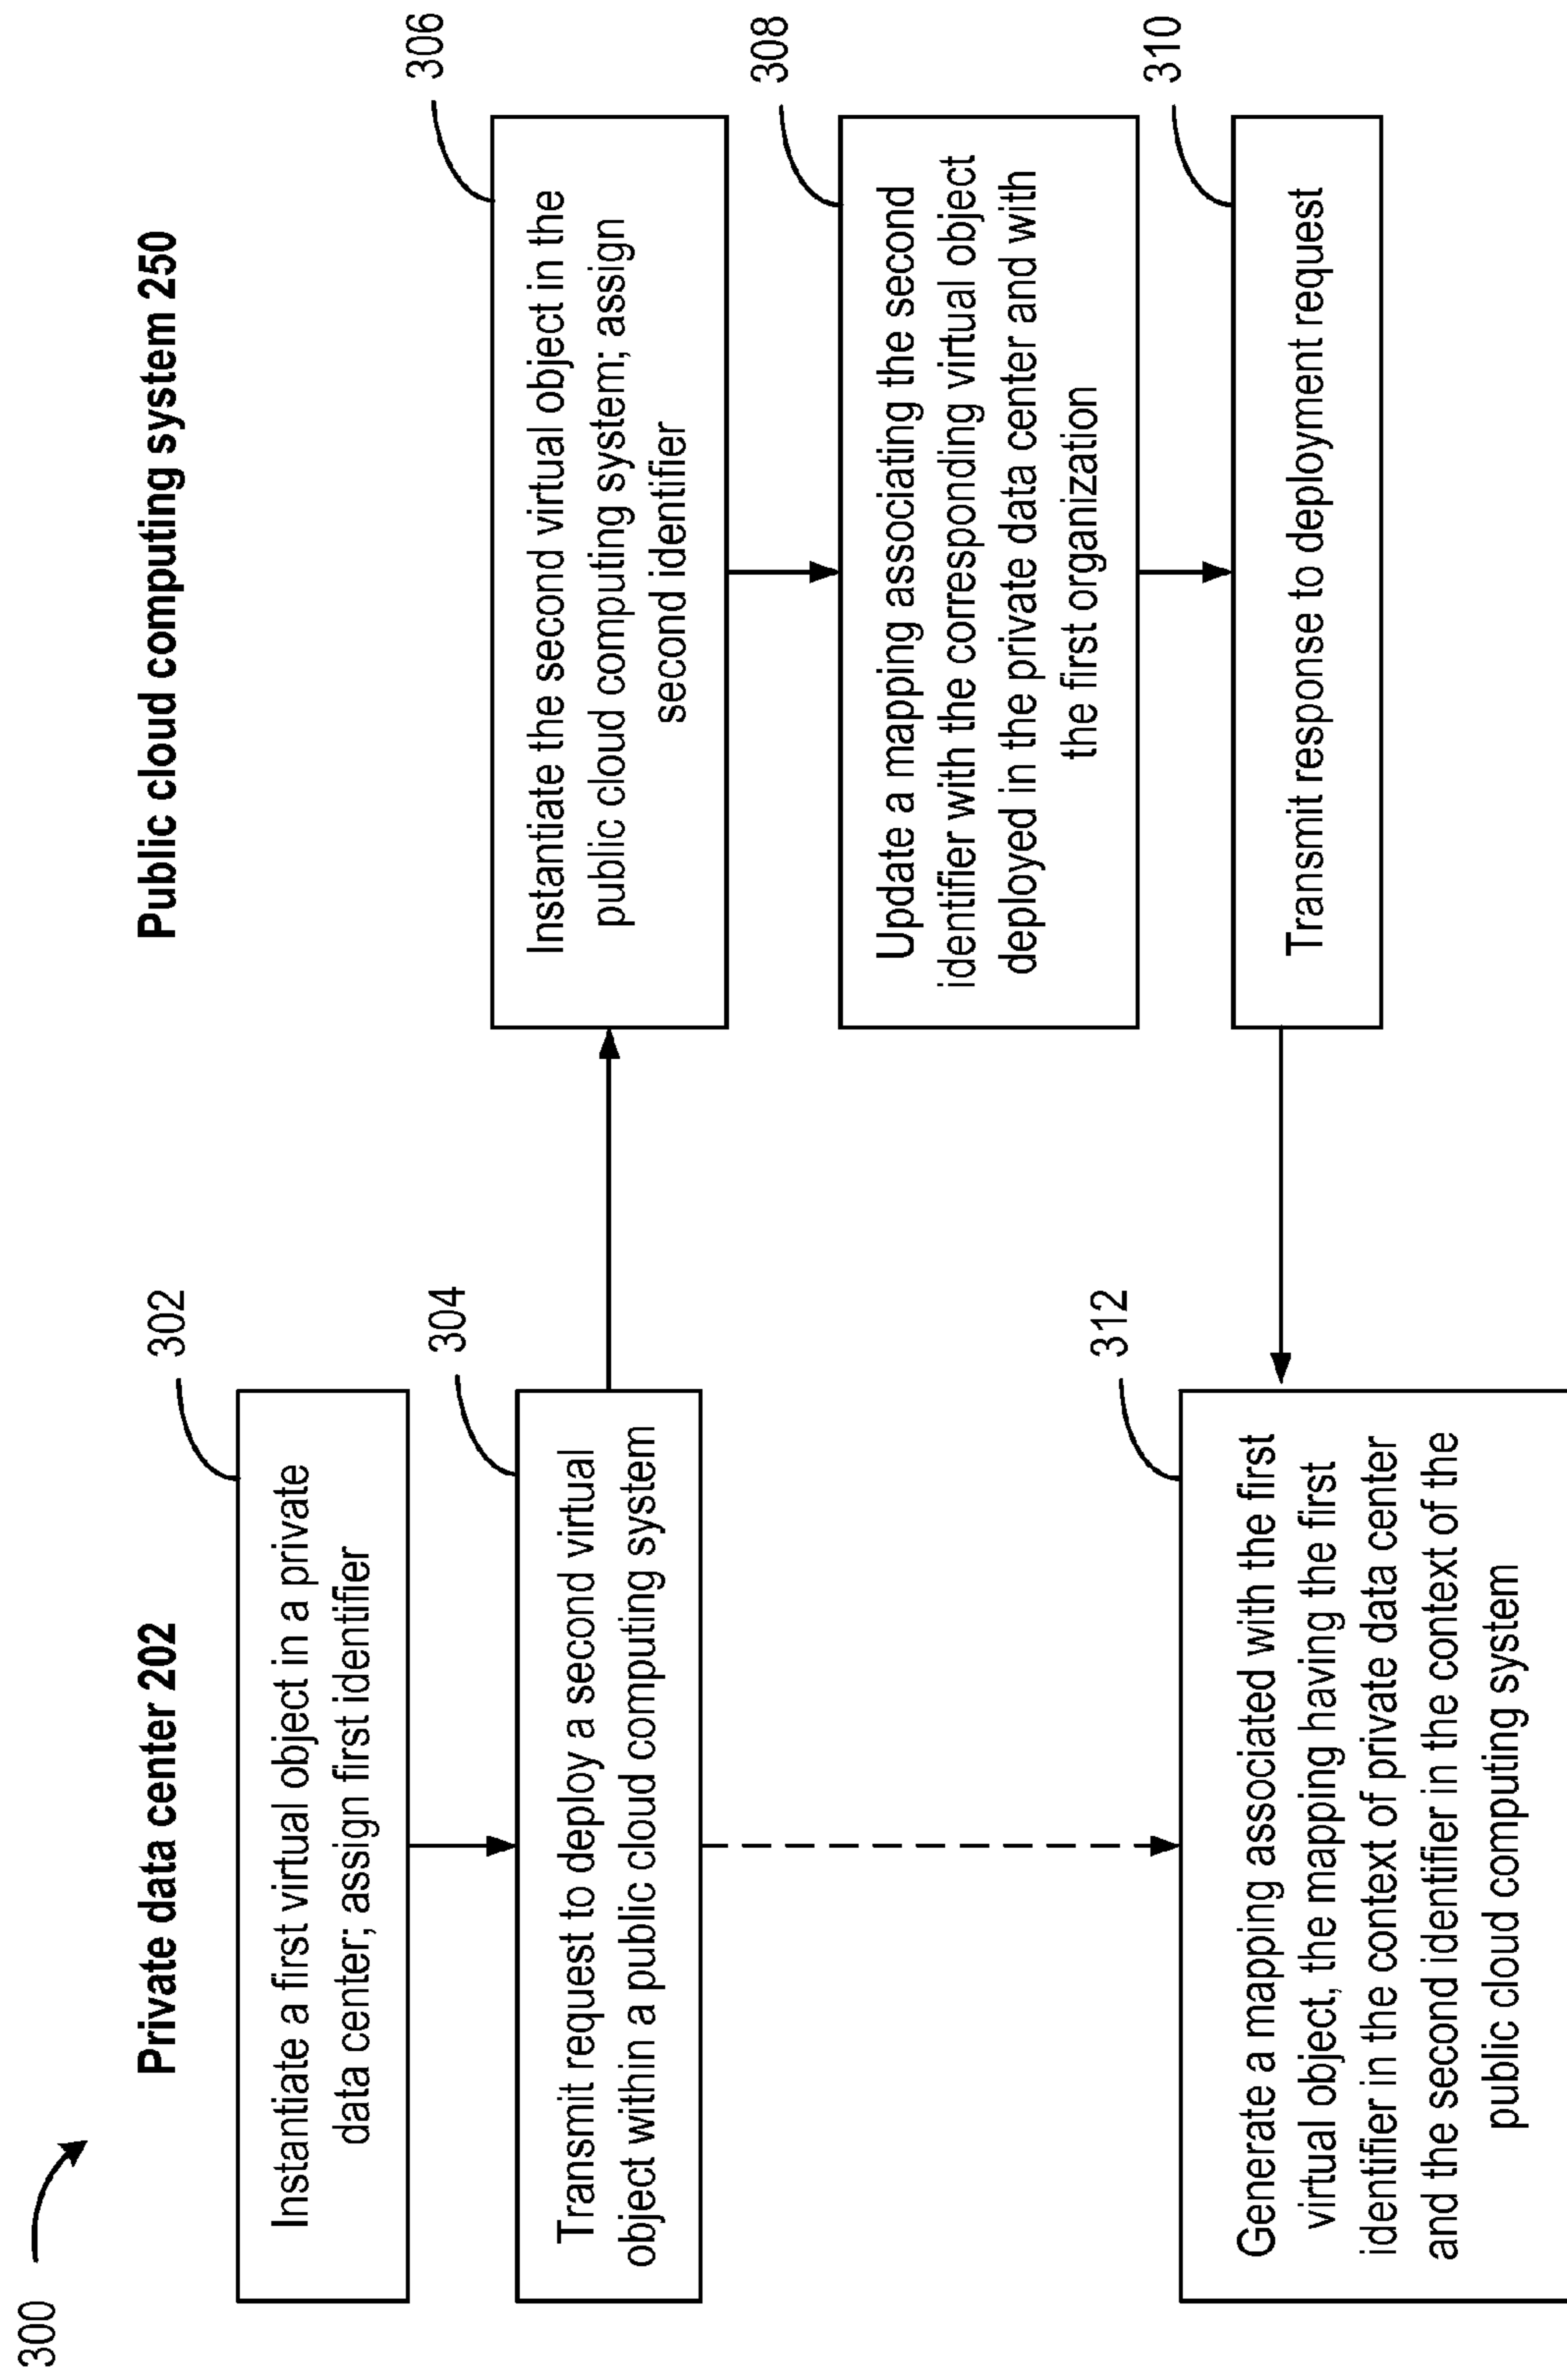 300
Private data center 202
Public cloud computing system 250
302
Instantiate a first virtual object in a private
data center; assign first identifier
304
Transmit request to deploy a second virtual
object within a public cloud computing system
306
Instantiate the second virtual object in the
public cloud computing system; assign
second identifier
308
Update a mapping associating the second
identifier with the corresponding virtual object
deployed in the private data center and with
the first organization
310
Transmit response to deployment request
312
Generate a mapping associated with the first
virtual object, the mapping having the first
identifier in the context of private data center
and the second identifier in the context of the
public cloud computing system